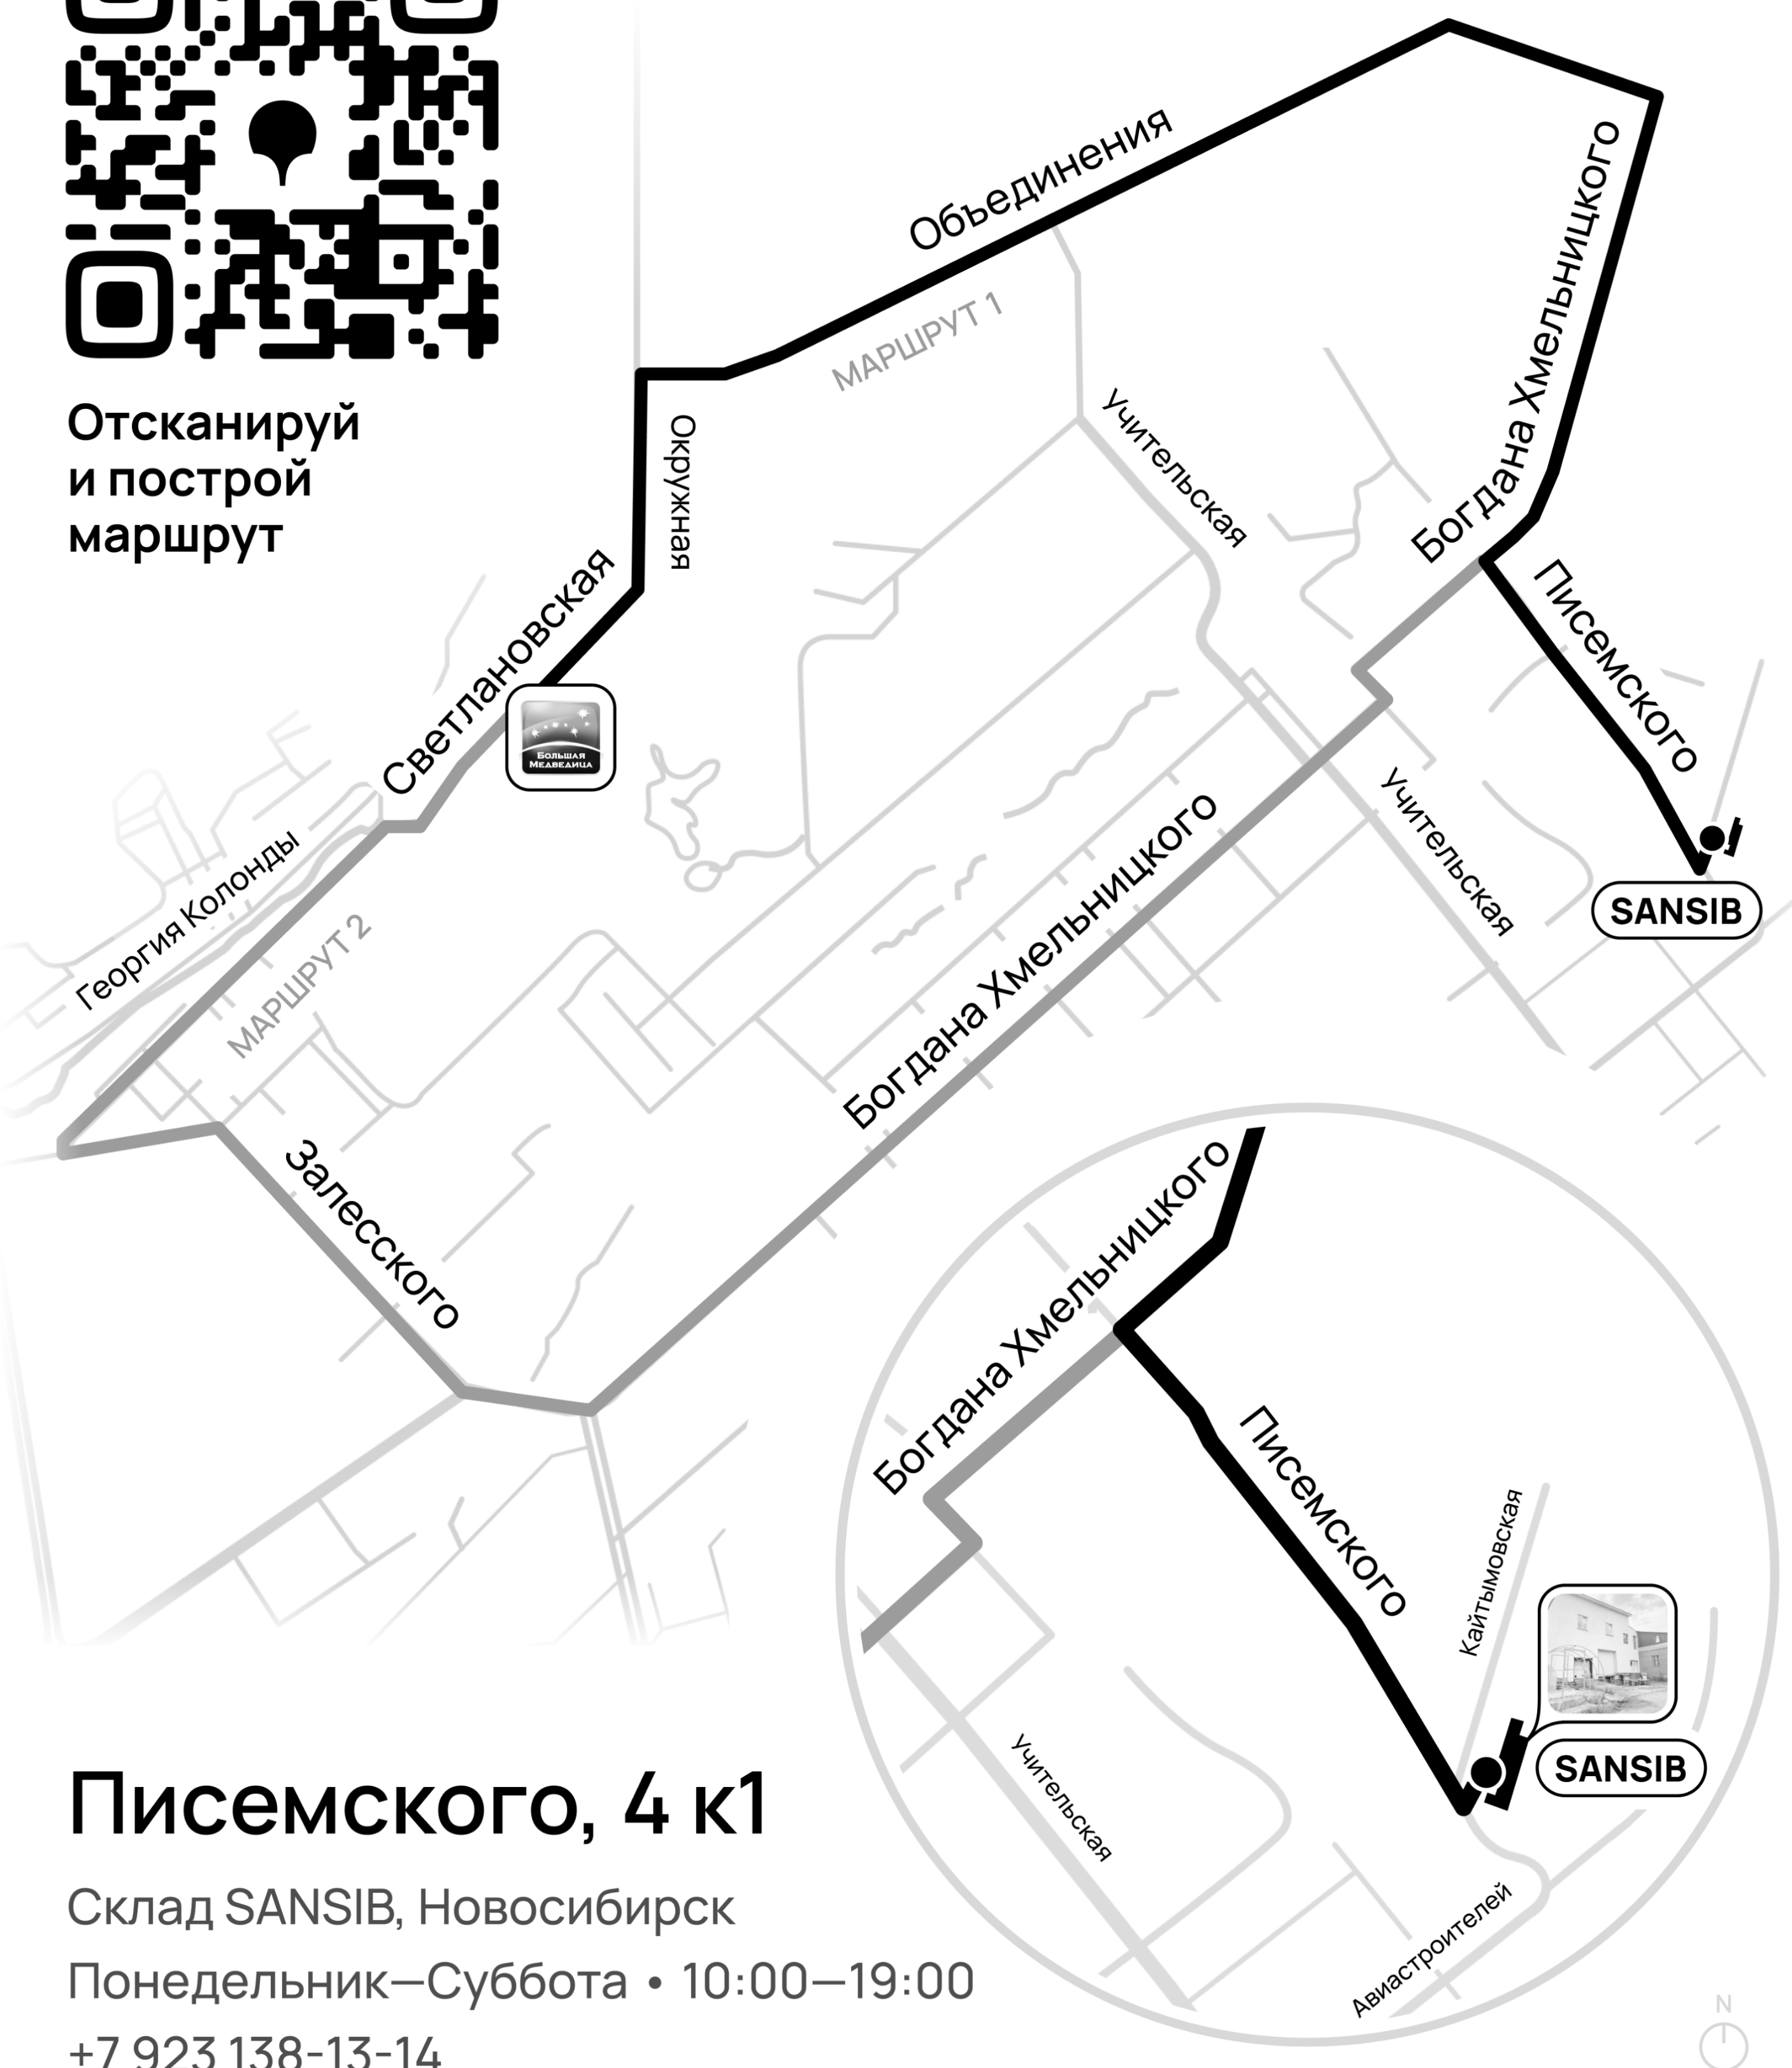 Отсканируй
и построй
маршрут
Объединения
МАРШРУТ 1
Богдана Хмельницкого
Окружная
Учительская
Светлановская
Большая
Медведица
Писемского
Учительская
SANSIB
Богдана Хмельницкого
Георгия Колонды
МАРШРУТ 2
Залесского
Богдана Хмельницкого
Писемского
Кайтымовская
SANSIB
Учительская
Авиастроителей
N
Писемского, 4 к1
Склад SANSIB, Новосибирск
Понедельник—Суббота • 10:00—19:00
+7 923 138-13-14